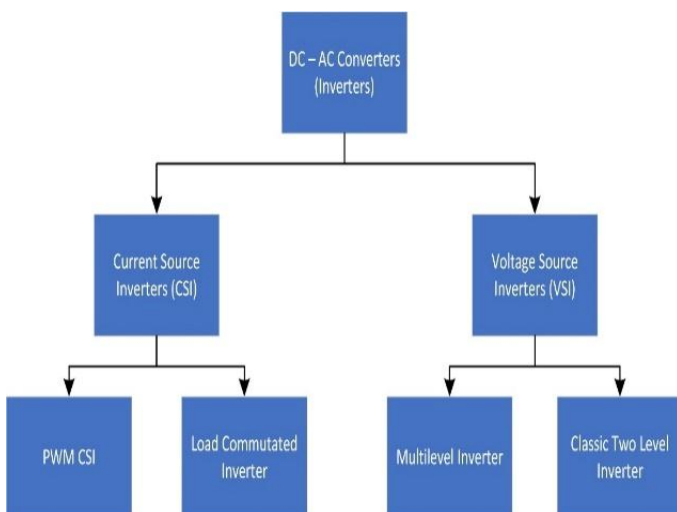 DC – AC Converters
(Inverters)
Current Source
Inverters (CSI)
Voltage Source
Inverters (VSI)
PWM CSI
Load Commutated
Inverter
Multilevel Inverter
Classic Two Level
Inverter